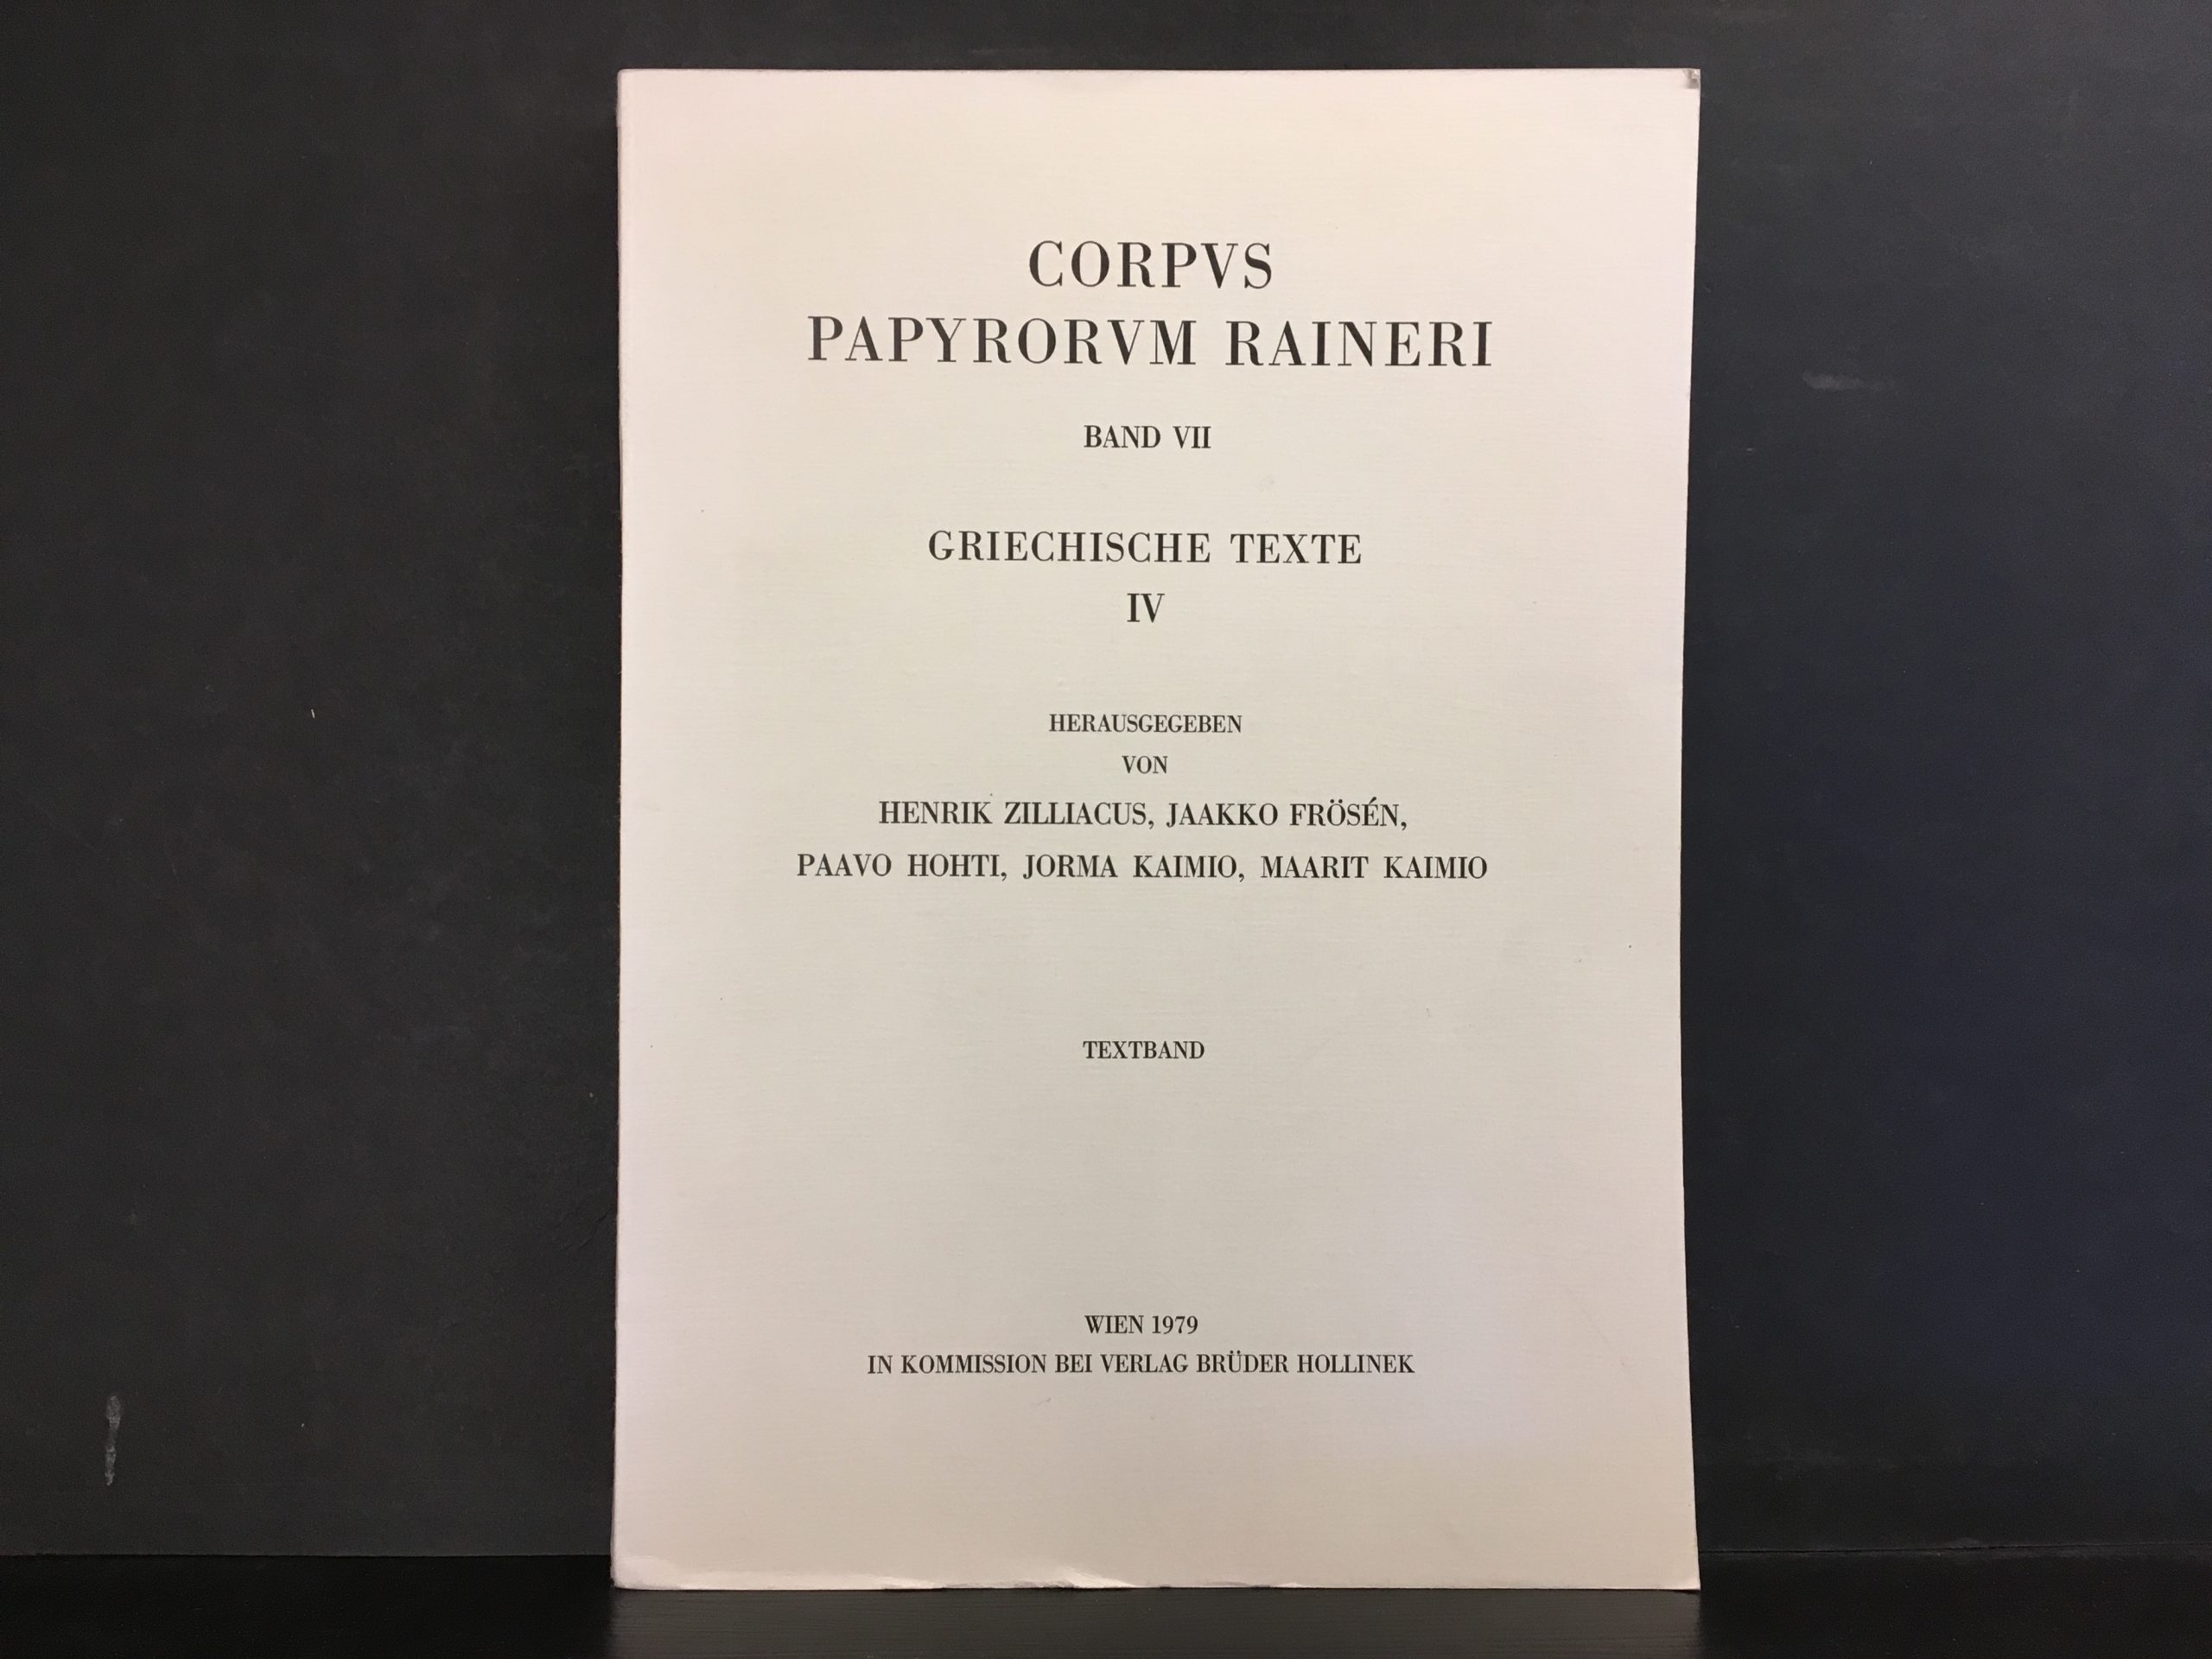 CORPVS
PAPYRORVM RAINERI
BAND VII
GRIECHISCHE TEXTE
IV
HERAUSGEGEBEN
VON
HENRIK ZILLIACUS, JAAKKO FRÖSÉN,
PAAVO HOHTI, JORMA KAIMIO, MAARIT KAIMIO
TEXTBAND
WIEN 1979
IN KOMMISSION BEI VERLAG BRÜDER HOLLINEK